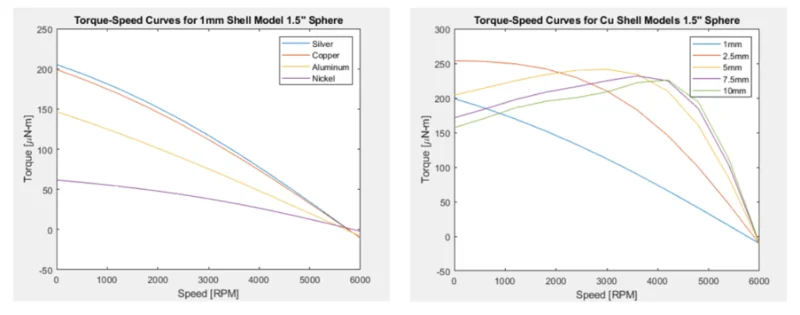 Torque-Speed Curves for 1mm Shell Model 1.5" Sphere
250
200
150
100
50
0
-50
Torque [μN-m]
0 1000 2000 3000 4000 5000 6000
Speed [RPM]
Silver
Copper
Aluminum
Nickel
Torque-Speed Curves for Cu Shell Models 1.5" Sphere
300
250
200
150
100
50
0
-50
Torque [μN-m]
0 1000 2000 3000 4000 5000 6000
Speed [RPM]
1mm
2.5mm
5mm
7.5mm
10mm